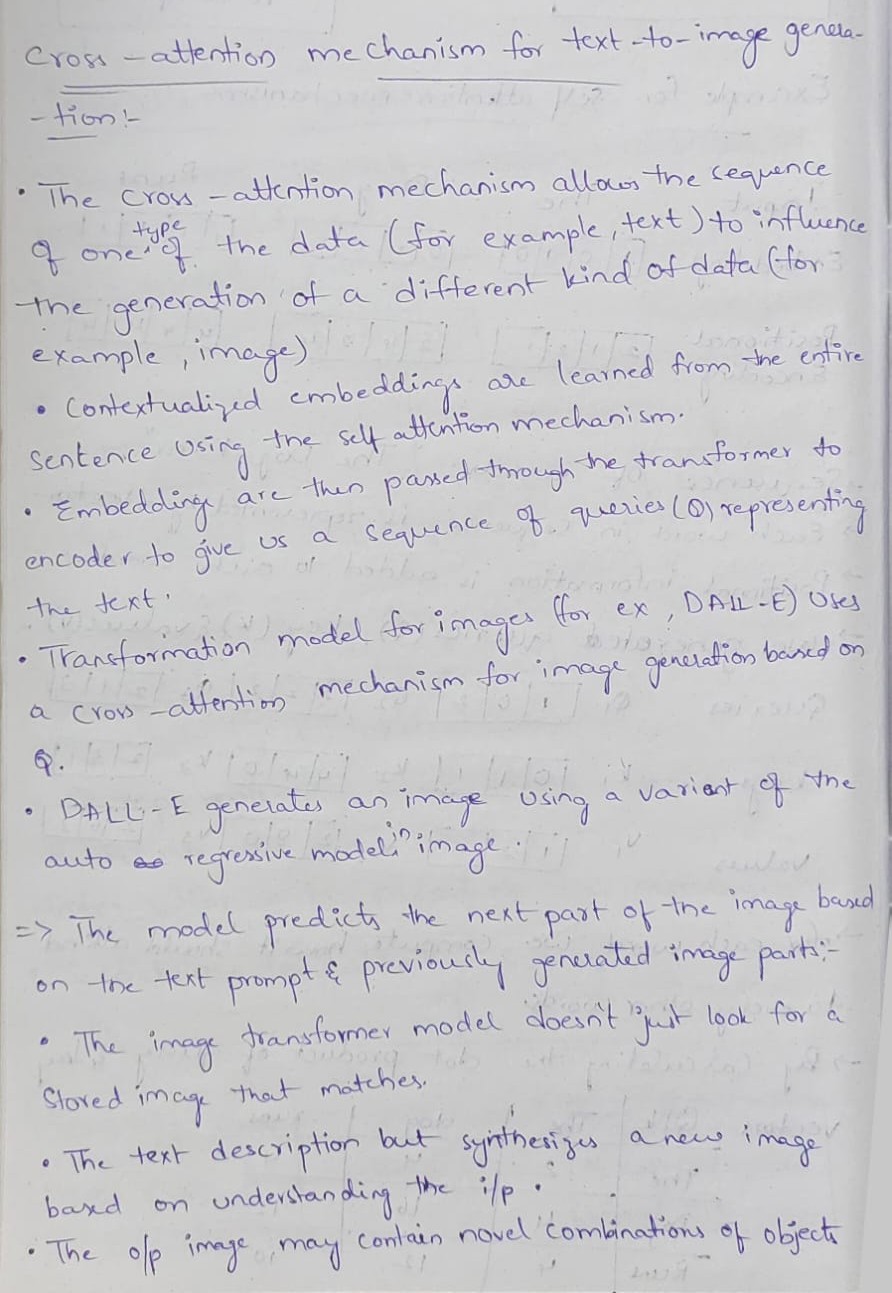 Cross-attention mechanism for text-to-image genera-
-tion:-
• The cross-attention mechanism allows the sequence
type
of one of the data (for example, text) to influence
the generation of a different kind of data (for
example, image)
• Contextualized embeddings are learned from the entire
sentence using the self attention mechanism.
• Embeddings are then passed through the transformer to
encoder to give us a sequence of queries (Q) representing
the text.
• Transformation model for images (for ex, DALL-E) uses
a cross-attention mechanism for image generation based on
Q.
• DALL-E generates an image using a variant of the
auto regressive model in image.
=> The model predicts the next part of the image based
on the text prompt & previously generated image parts:-
• The image transformer model doesn't just look for a
stored image that matches.
• The text description but synthesizes a new image
based on understanding the i/p.
• The o/p image may contain novel combinations of objects